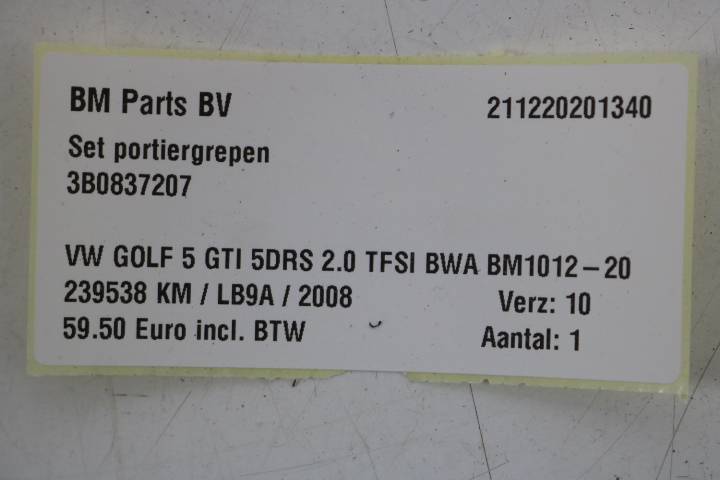 BM Parts BV 211220201340
Set portiergrepen
3B0837207
VW GOLF 5 GTI 5DRS 2.0 TFSI BWA BM1012-20
239538 KM / LB9A / 2008 Verz: 10
59.50 Euro incl. BTW Aantal: 1